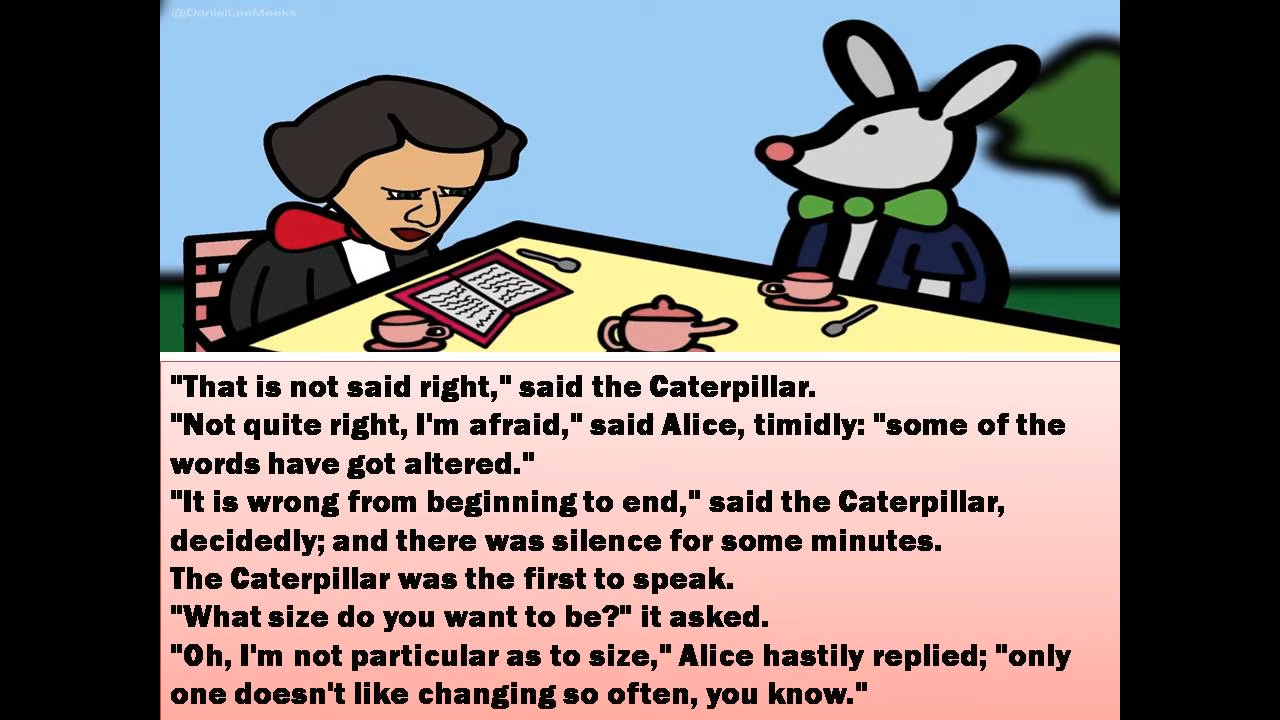 @DanielLeeMeeks
"That is not said right," said the Caterpillar.
"Not quite right, I'm afraid," said Alice, timidly: "some of the
words have got altered."
"It is wrong from beginning to end," said the Caterpillar,
decidedly; and there was silence for some minutes.
The Caterpillar was the first to speak.
"What size do you want to be?" it asked.
"Oh, I'm not particular as to size," Alice hastily replied; "only
one doesn't like changing so often, you know."